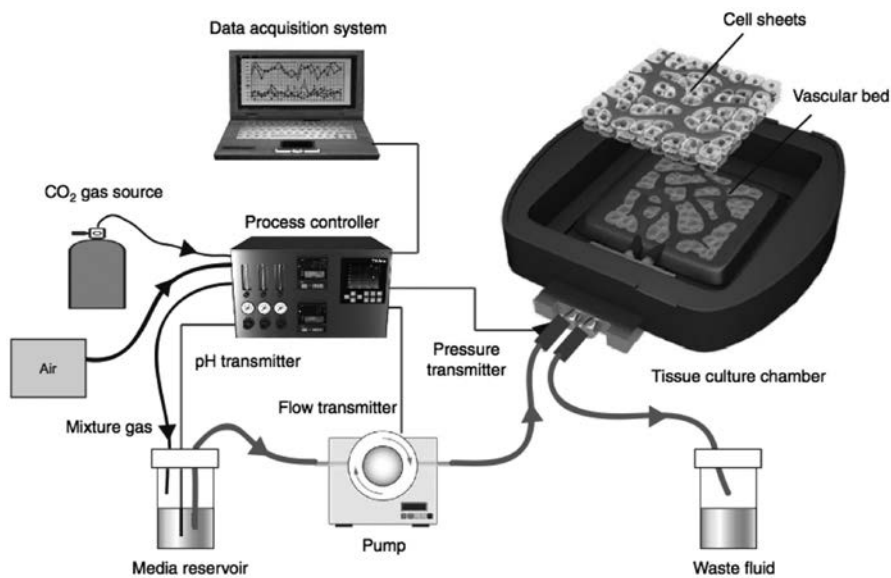 Data acquisition system
Cell sheets
Vascular bed
CO₂ gas source
Process controller
Air
pH transmitter
Pressure
transmitter
Tissue culture chamber
Flow transmitter
Mixture gas
Pump
Media reservoir
Waste fluid